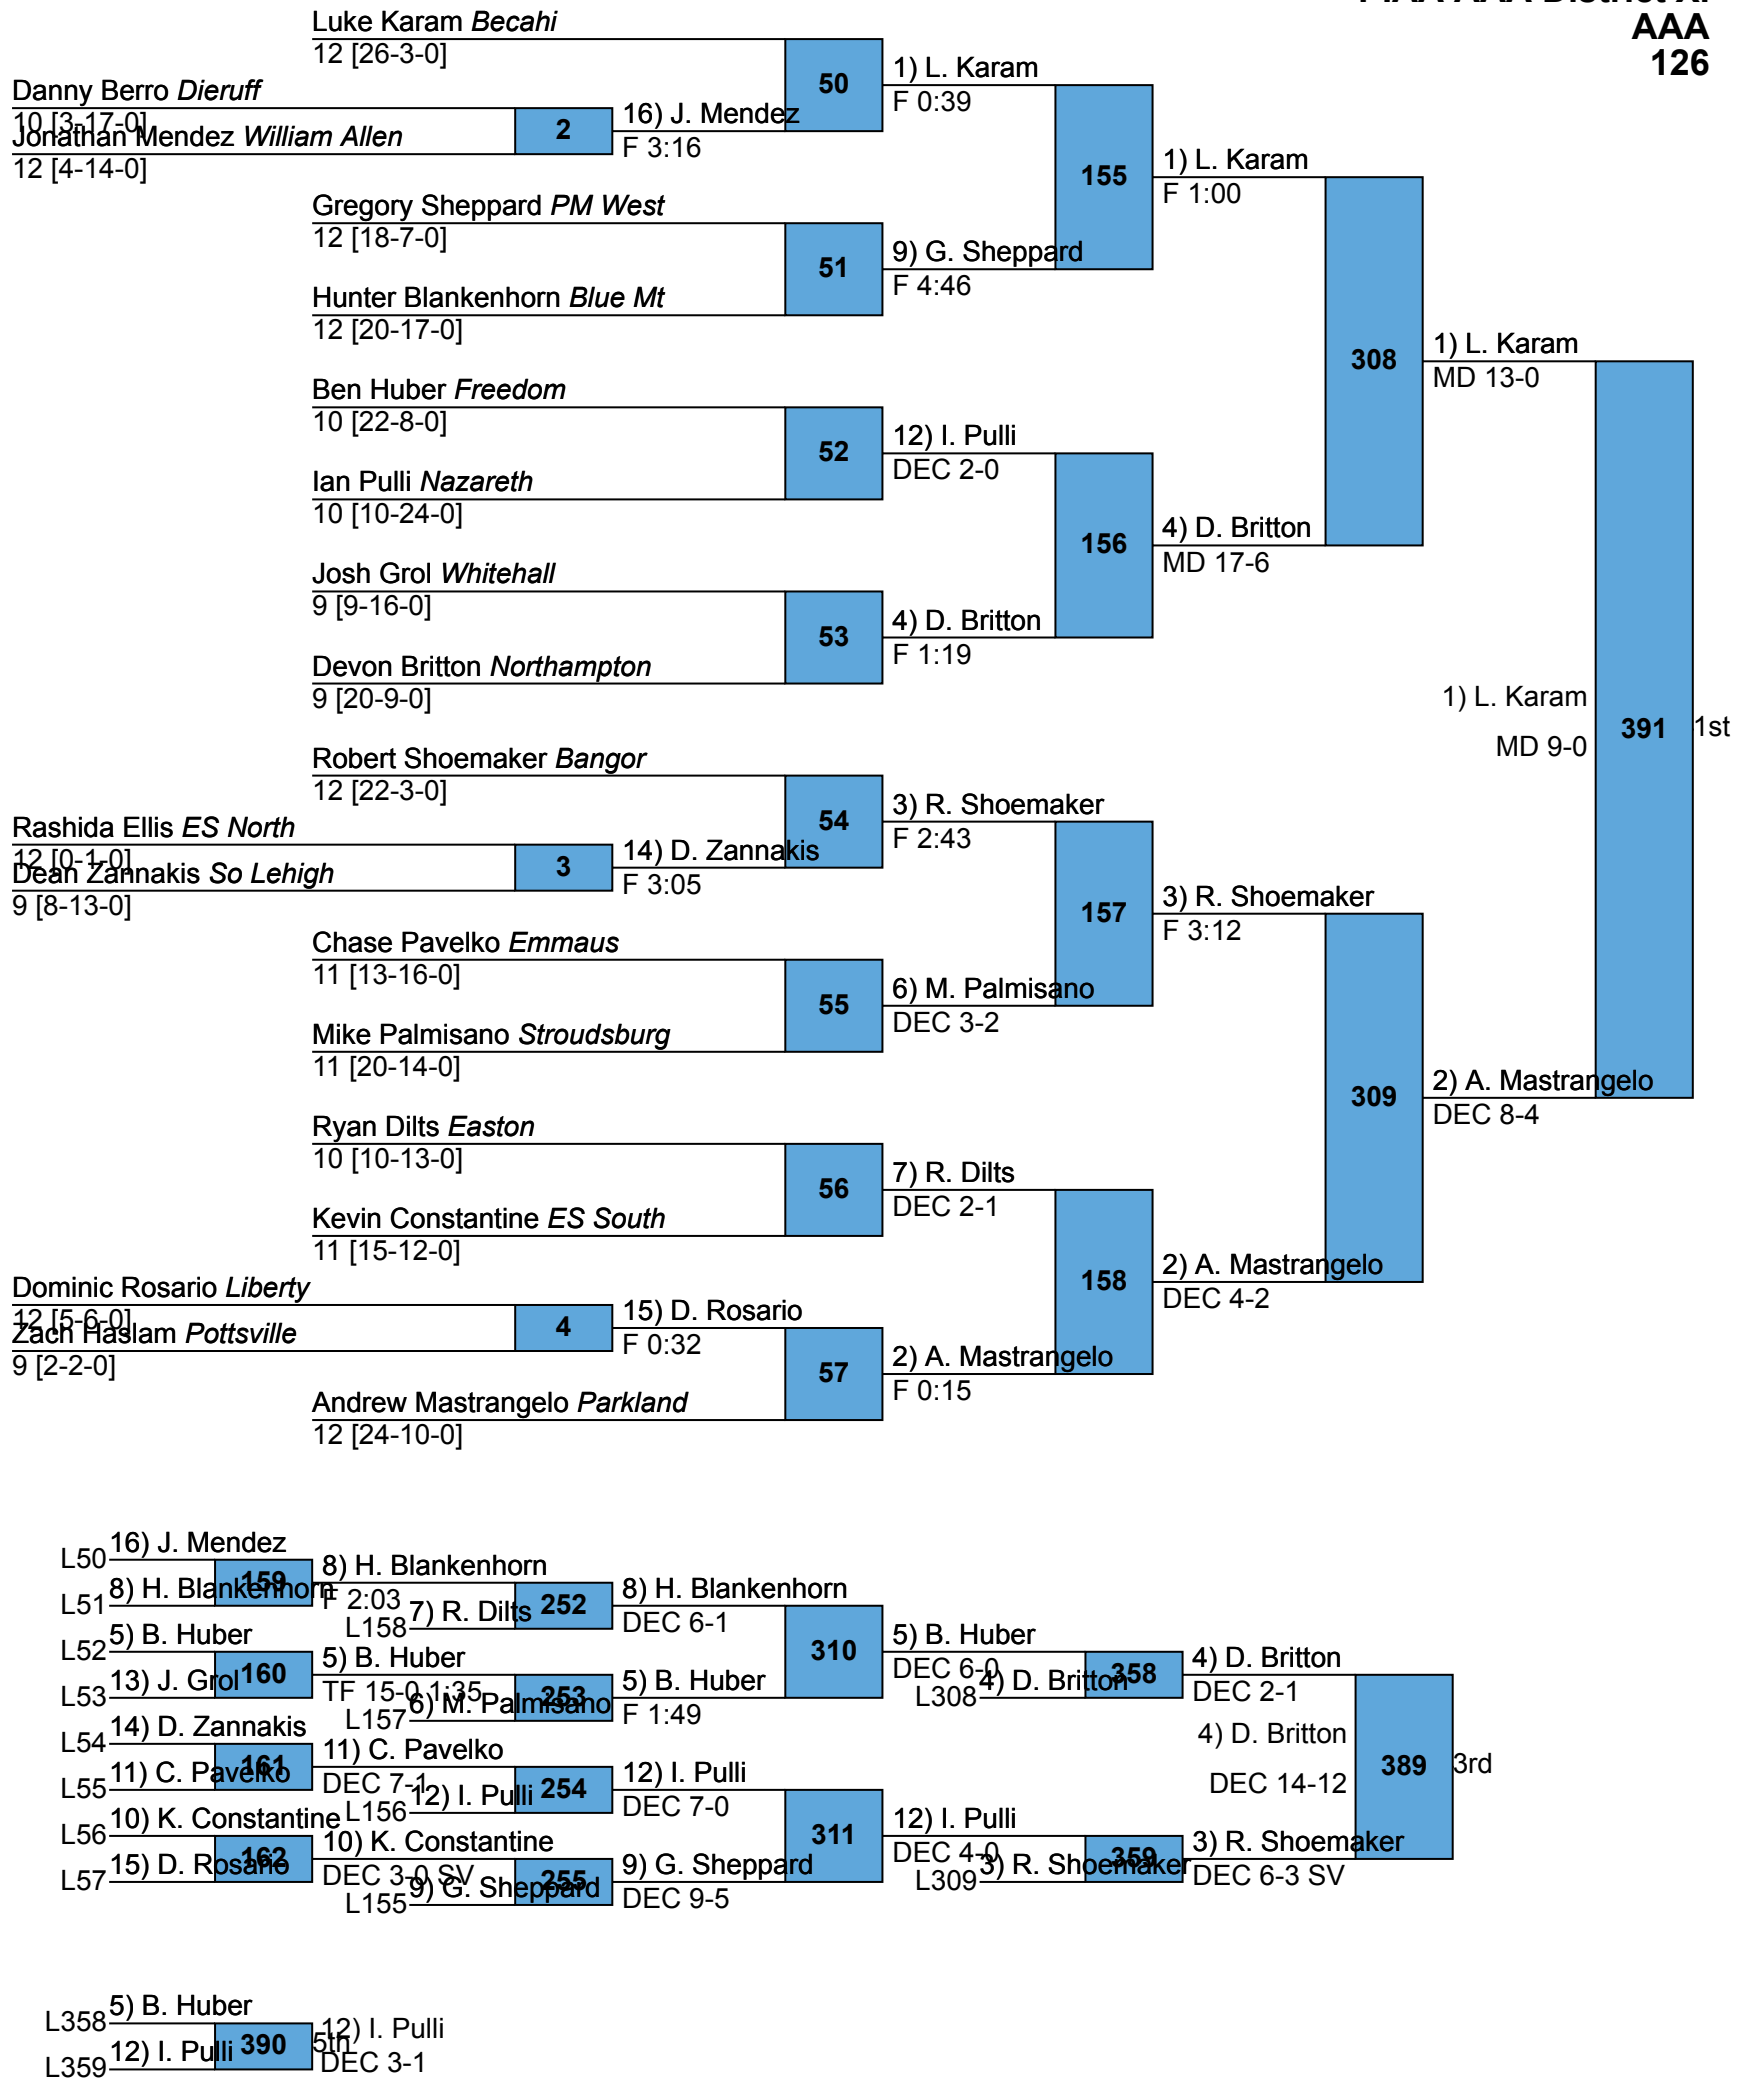 AAA
126
Luke Karam Becahi
12 [26-3-0]
Danny Berro Dieruff
10 [3-17-0]
Jonathan Mendez William Allen
12 [4-14-0]
2
16) J. Mendez
F 3:16
50
1) L. Karam
F 0:39
Gregory Sheppard PM West
12 [18-7-0]
51
9) G. Sheppard
F 4:46
Hunter Blankenhorn Blue Mt
12 [20-17-0]
155
1) L. Karam
F 1:00
Ben Huber Freedom
10 [22-8-0]
52
12) I. Pulli
DEC 2-0
Ian Pulli Nazareth
10 [10-24-0]
156
4) D. Britton
MD 17-6
Josh Grol Whitehall
9 [9-16-0]
53
4) D. Britton
F 1:19
Devon Britton Northampton
9 [20-9-0]
308
1) L. Karam
MD 13-0
1) L. Karam
MD 9-0
391
1st
Robert Shoemaker Bangor
12 [22-3-0]
Rashida Ellis ES North
12 [0-1-0]
Dean Zannakis So Lehigh
9 [8-13-0]
3
14) D. Zannakis
F 3:05
54
3) R. Shoemaker
F 2:43
Chase Pavelko Emmaus
11 [13-16-0]
55
6) M. Palmisano
DEC 3-2
Mike Palmisano Stroudsburg
11 [20-14-0]
157
3) R. Shoemaker
F 3:12
309
2) A. Mastrangelo
DEC 8-4
Ryan Dilts Easton
10 [10-13-0]
56
7) R. Dilts
DEC 2-1
Kevin Constantine ES South
11 [15-12-0]
158
2) A. Mastrangelo
DEC 4-2
Dominic Rosario Liberty
12 [5-6-0]
Zach Haslam Pottsville
9 [2-2-0]
4
15) D. Rosario
F 0:32
57
2) A. Mastrangelo
F 0:15
Andrew Mastrangelo Parkland
12 [24-10-0]
L50 16) J. Mendez
159
L51 8) H. Blankenhorn
8) H. Blankenhorn
F 2:03
L158 7) R. Dilts
252
8) H. Blankenhorn
DEC 6-1
L52 5) B. Huber
160
L53 13) J. Grol
5) B. Huber
TF 15-0 1:35
L157 6) M. Palmisano
253
5) B. Huber
F 1:49
310
5) B. Huber
DEC 6-0
L308 4) D. Britton
358
4) D. Britton
DEC 2-1
L54 14) D. Zannakis
161
L55 11) C. Pavelko
11) C. Pavelko
DEC 7-1
L156 12) I. Pulli
254
12) I. Pulli
DEC 7-0
4) D. Britton
DEC 14-12
389
3rd
L56 10) K. Constantine
162
L57 15) D. Rosario
10) K. Constantine
DEC 3-0 SV
L155 9) G. Sheppard
255
9) G. Sheppard
DEC 9-5
311
12) I. Pulli
DEC 4-0
L309 3) R. Shoemaker
359
3) R. Shoemaker
DEC 6-3 SV
L358 5) B. Huber
390
L359 12) I. Pulli
5th
12) I. Pulli
DEC 3-1